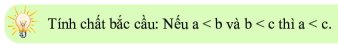 Tính chất bắc cầu: Nếu a < b và b < c thì a < c.